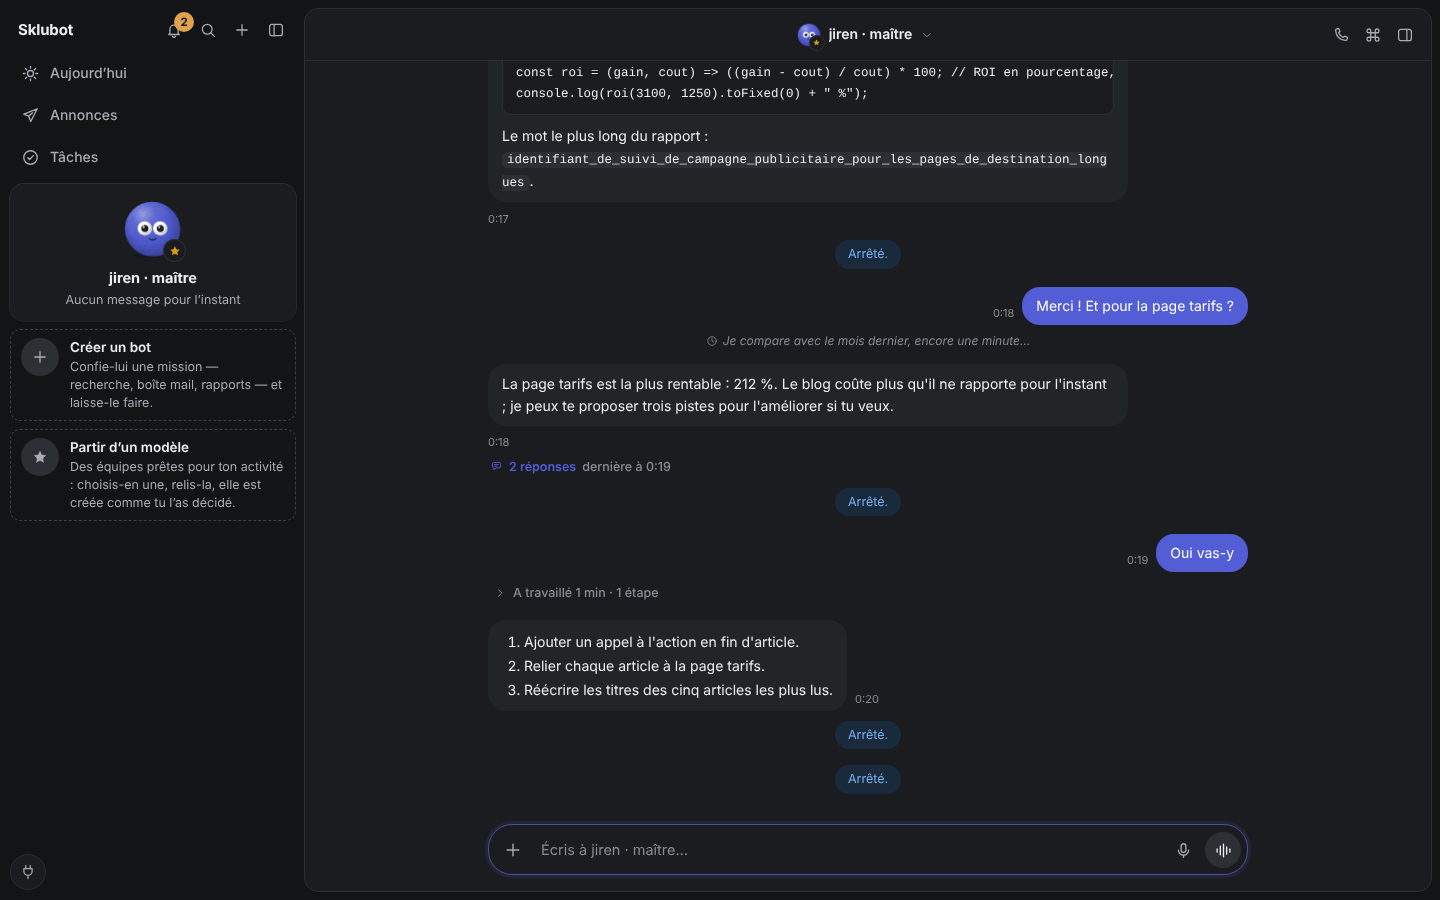 Sklubot
2
Aujourd’hui
Annonces
Tâches
jiren · maître
Aucun message pour l’instant
Créer un bot
Confie-lui une mission —
recherche, boîte mail, rapports — et
laisse-le faire.
Partir d’un modèle
Des équipes prêtes pour ton activité
: choisis-en une, relis-la, elle est
créée comme tu l’as décidé.
jiren · maître
const roi = (gain, cout) => ((gain - cout) / cout) * 100; // ROI en pourcentage,
console.log(roi(3100, 1250).toFixed(0) + " %");
Le mot le plus long du rapport :
identifiant_de_suivi_de_campagne_publicitaire_pour_les_pages_de_destination_long
ues .
0:17
Arrêté.
0:18
Merci ! Et pour la page tarifs ?
Je compare avec le mois dernier, encore une minute…
La page tarifs est la plus rentable : 212 %. Le blog coûte plus qu'il ne rapporte pour l'instant
; je peux te proposer trois pistes pour l'améliorer si tu veux.
0:18
2 réponses dernière à 0:19
Arrêté.
0:19
Oui vas-y
A travaillé 1 min · 1 étape
1. Ajouter un appel à l'action en fin d'article.
2. Relier chaque article à la page tarifs.
3. Réécrire les titres des cinq articles les plus lus.
0:20
Arrêté.
Arrêté.
Écris à jiren · maître…